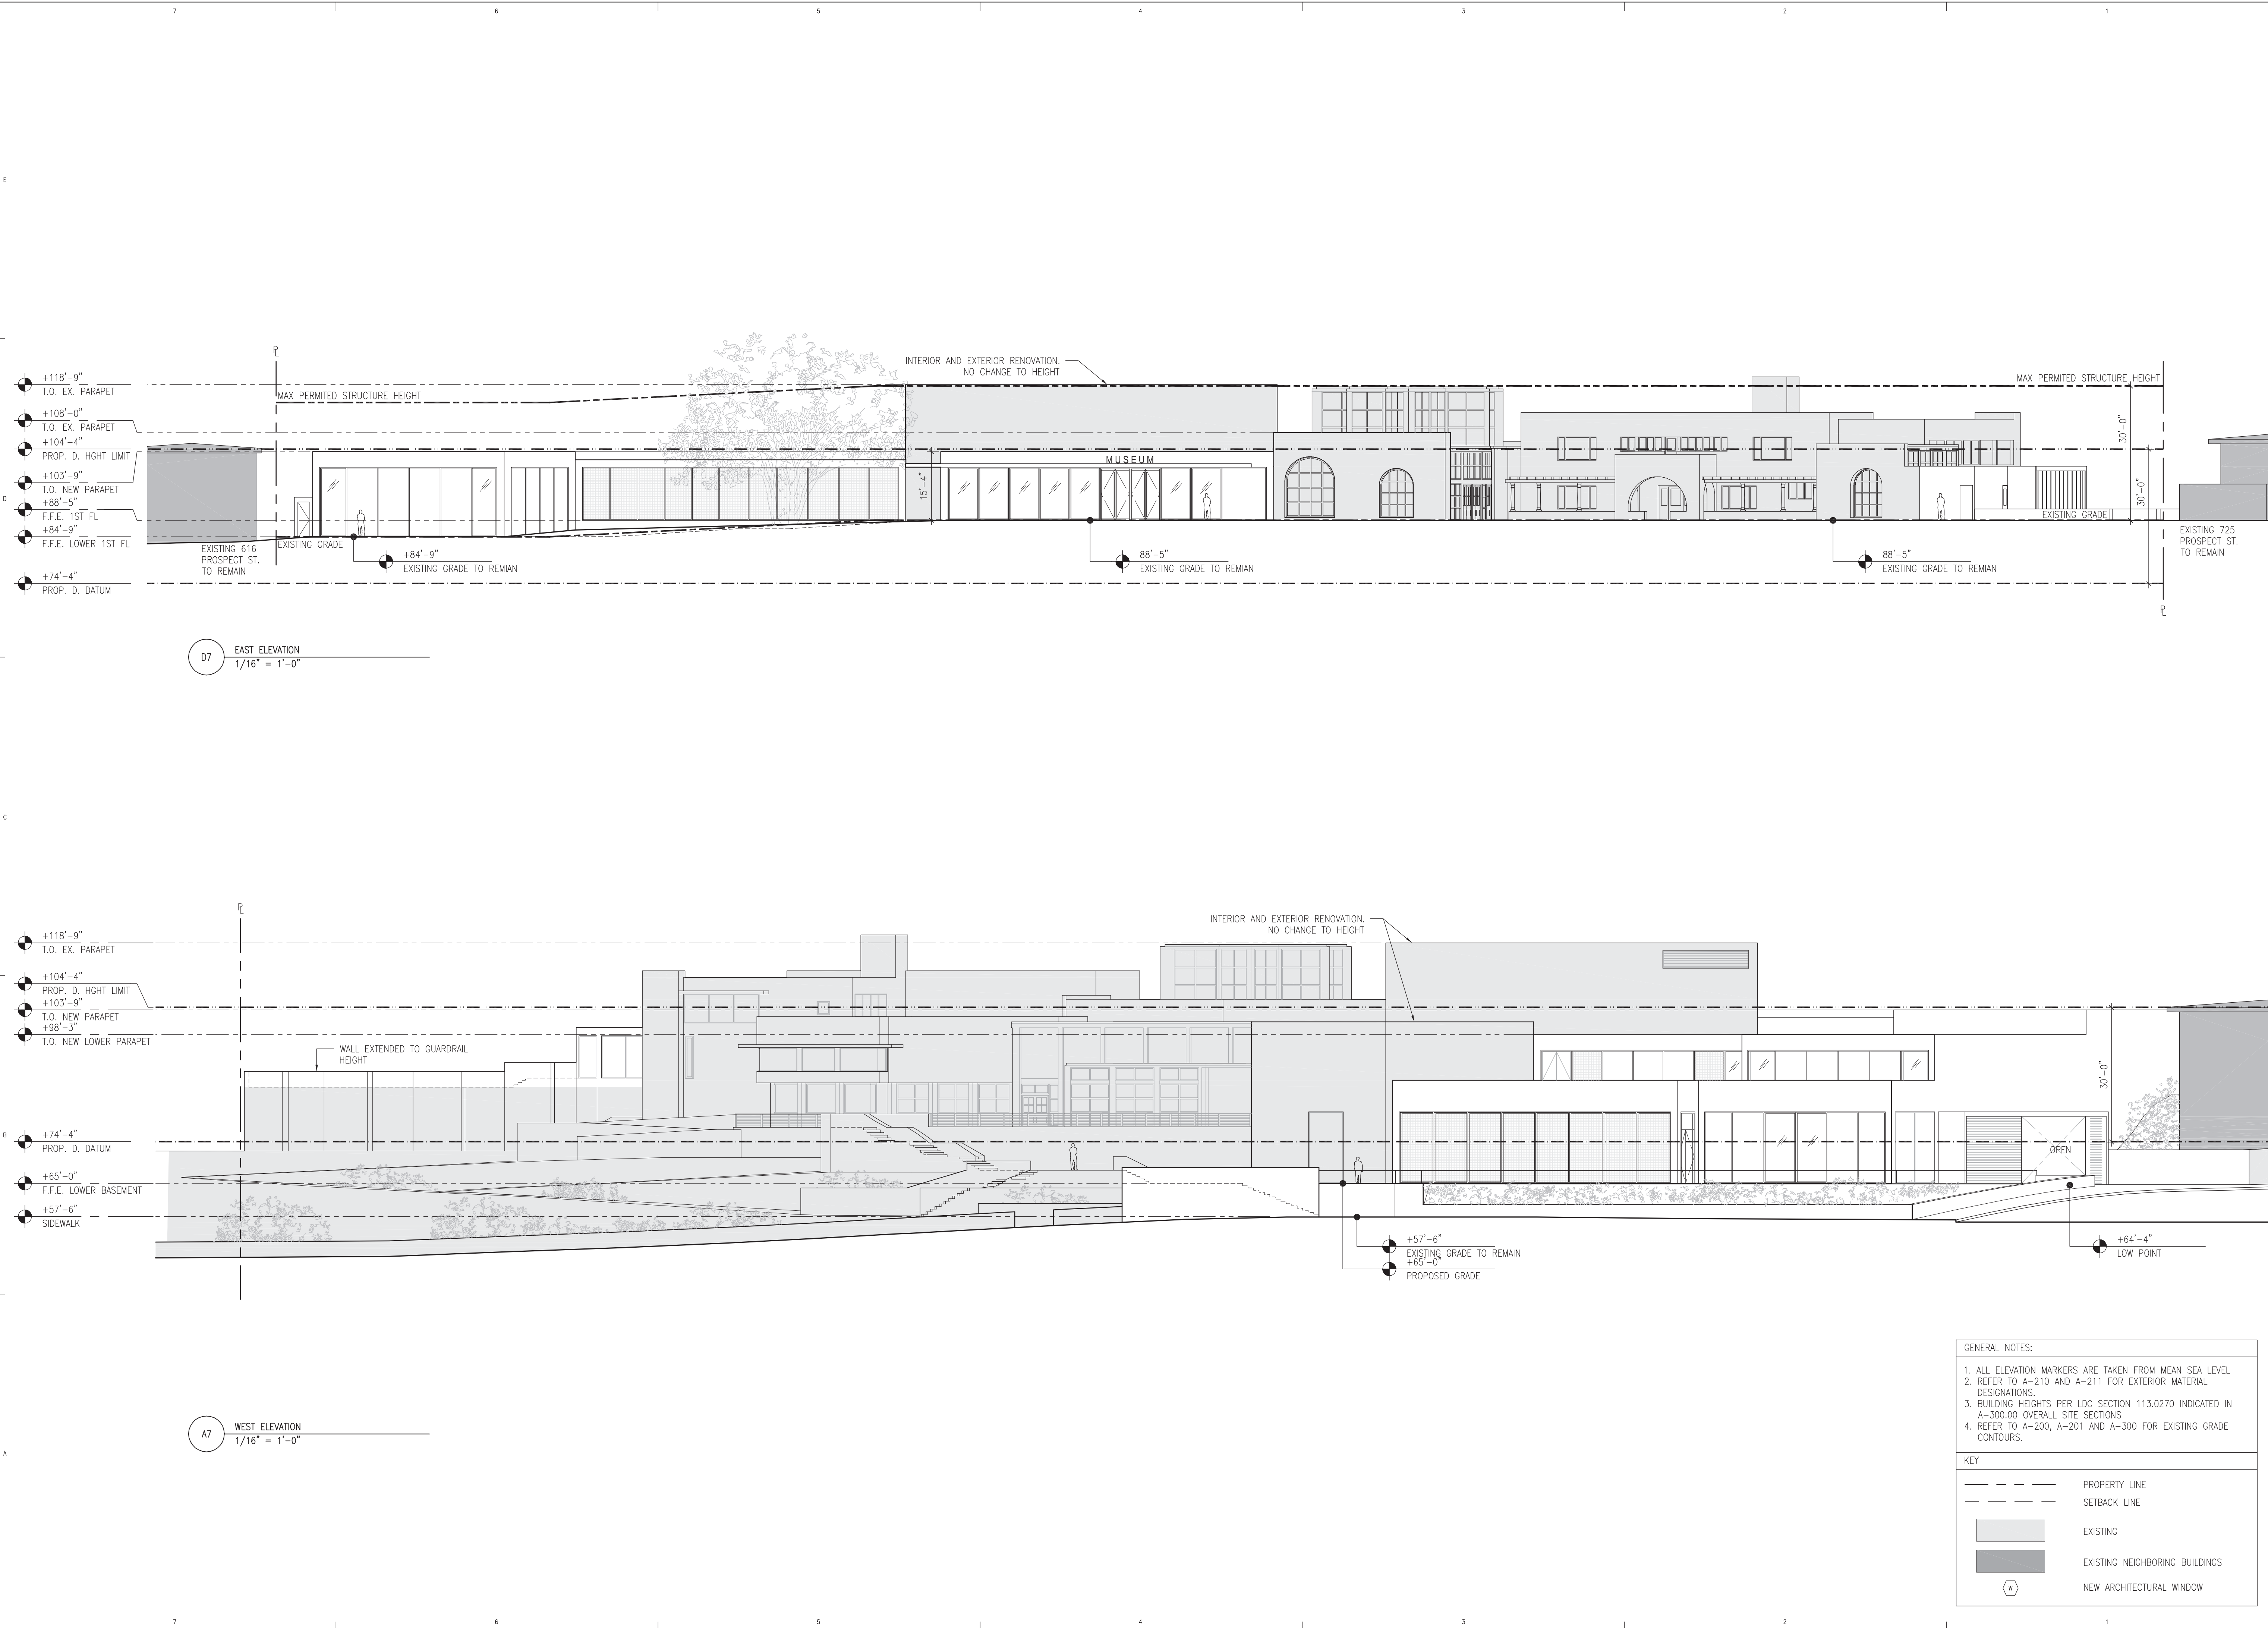 7 6 5 4 3 2 1
E
D
C
B
A
℄
+118'-9"
T.O. EX. PARAPET
+108'-0"
T.O. EX. PARAPET
+104'-4"
PROP. D. HGHT LIMIT
+103'-9"
T.O. NEW PARAPET
+88'-5"
F.F.E. 1ST FL
+84'-9"
F.F.E. LOWER 1ST FL
+74'-4"
PROP. D. DATUM
MAX PERMITED STRUCTURE HEIGHT
INTERIOR AND EXTERIOR RENOVATION.
NO CHANGE TO HEIGHT
MAX PERMITED STRUCTURE HEIGHT
30'-0"
30'-0"
15'-4"
MUSEUM
EXISTING 616
PROSPECT ST.
TO REMAIN
EXISTING GRADE
+84'-9"
EXISTING GRADE TO REMIAN
88'-5"
EXISTING GRADE TO REMIAN
88'-5"
EXISTING GRADE TO REMIAN
EXISTING GRADE
EXISTING 725
PROSPECT ST.
TO REMAIN
℄
D7
EAST ELEVATION
1/16" = 1'-0"
℄
+118'-9"
T.O. EX. PARAPET
+104'-4"
PROP. D. HGHT LIMIT
+103'-9"
T.O. NEW PARAPET
+98'-3"
T.O. NEW LOWER PARAPET
+74'-4"
PROP. D. DATUM
+65'-0"
F.F.E. LOWER BASEMENT
+57'-6"
SIDEWALK
INTERIOR AND EXTERIOR RENOVATION.
NO CHANGE TO HEIGHT
WALL EXTENDED TO GUARDRAIL
HEIGHT
30'-0"
OPEN
+57'-6"
EXISTING GRADE TO REMAIN
+65'-0"
PROPOSED GRADE
+64'-4"
LOW POINT
A7
WEST ELEVATION
1/16" = 1'-0"
GENERAL NOTES:
1. ALL ELEVATION MARKERS ARE TAKEN FROM MEAN SEA LEVEL
2. REFER TO A-210 AND A-211 FOR EXTERIOR MATERIAL
DESIGNATIONS.
3. BUILDING HEIGHTS PER LDC SECTION 113.0270 INDICATED IN
A-300.00 OVERALL SITE SECTIONS
4. REFER TO A-200, A-201 AND A-300 FOR EXISTING GRADE
CONTOURS.
KEY
PROPERTY LINE
SETBACK LINE
EXISTING
EXISTING NEIGHBORING BUILDINGS
W
NEW ARCHITECTURAL WINDOW
7 6 5 4 3 2 1